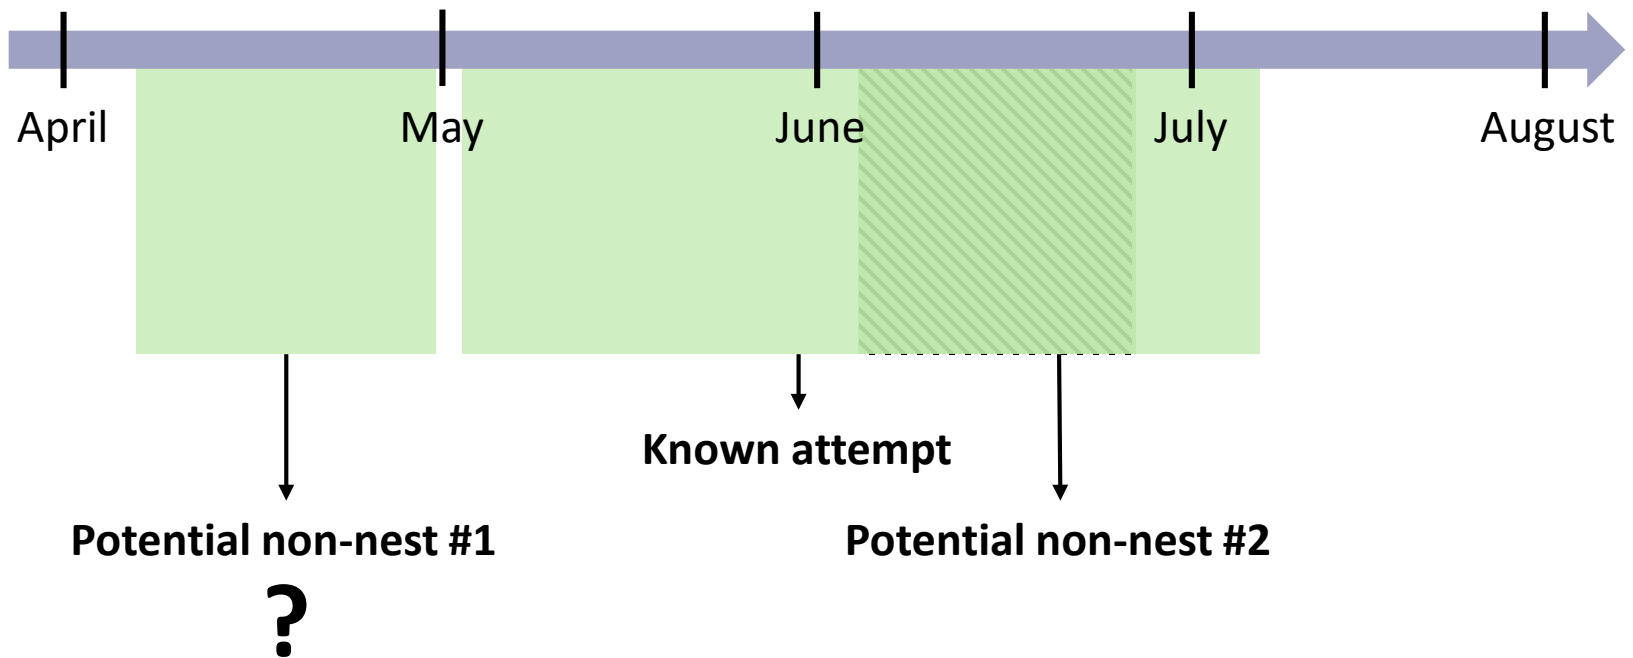 April
May
June
July
August
Known attempt
Potential non-nest #1
Potential non-nest #2
?